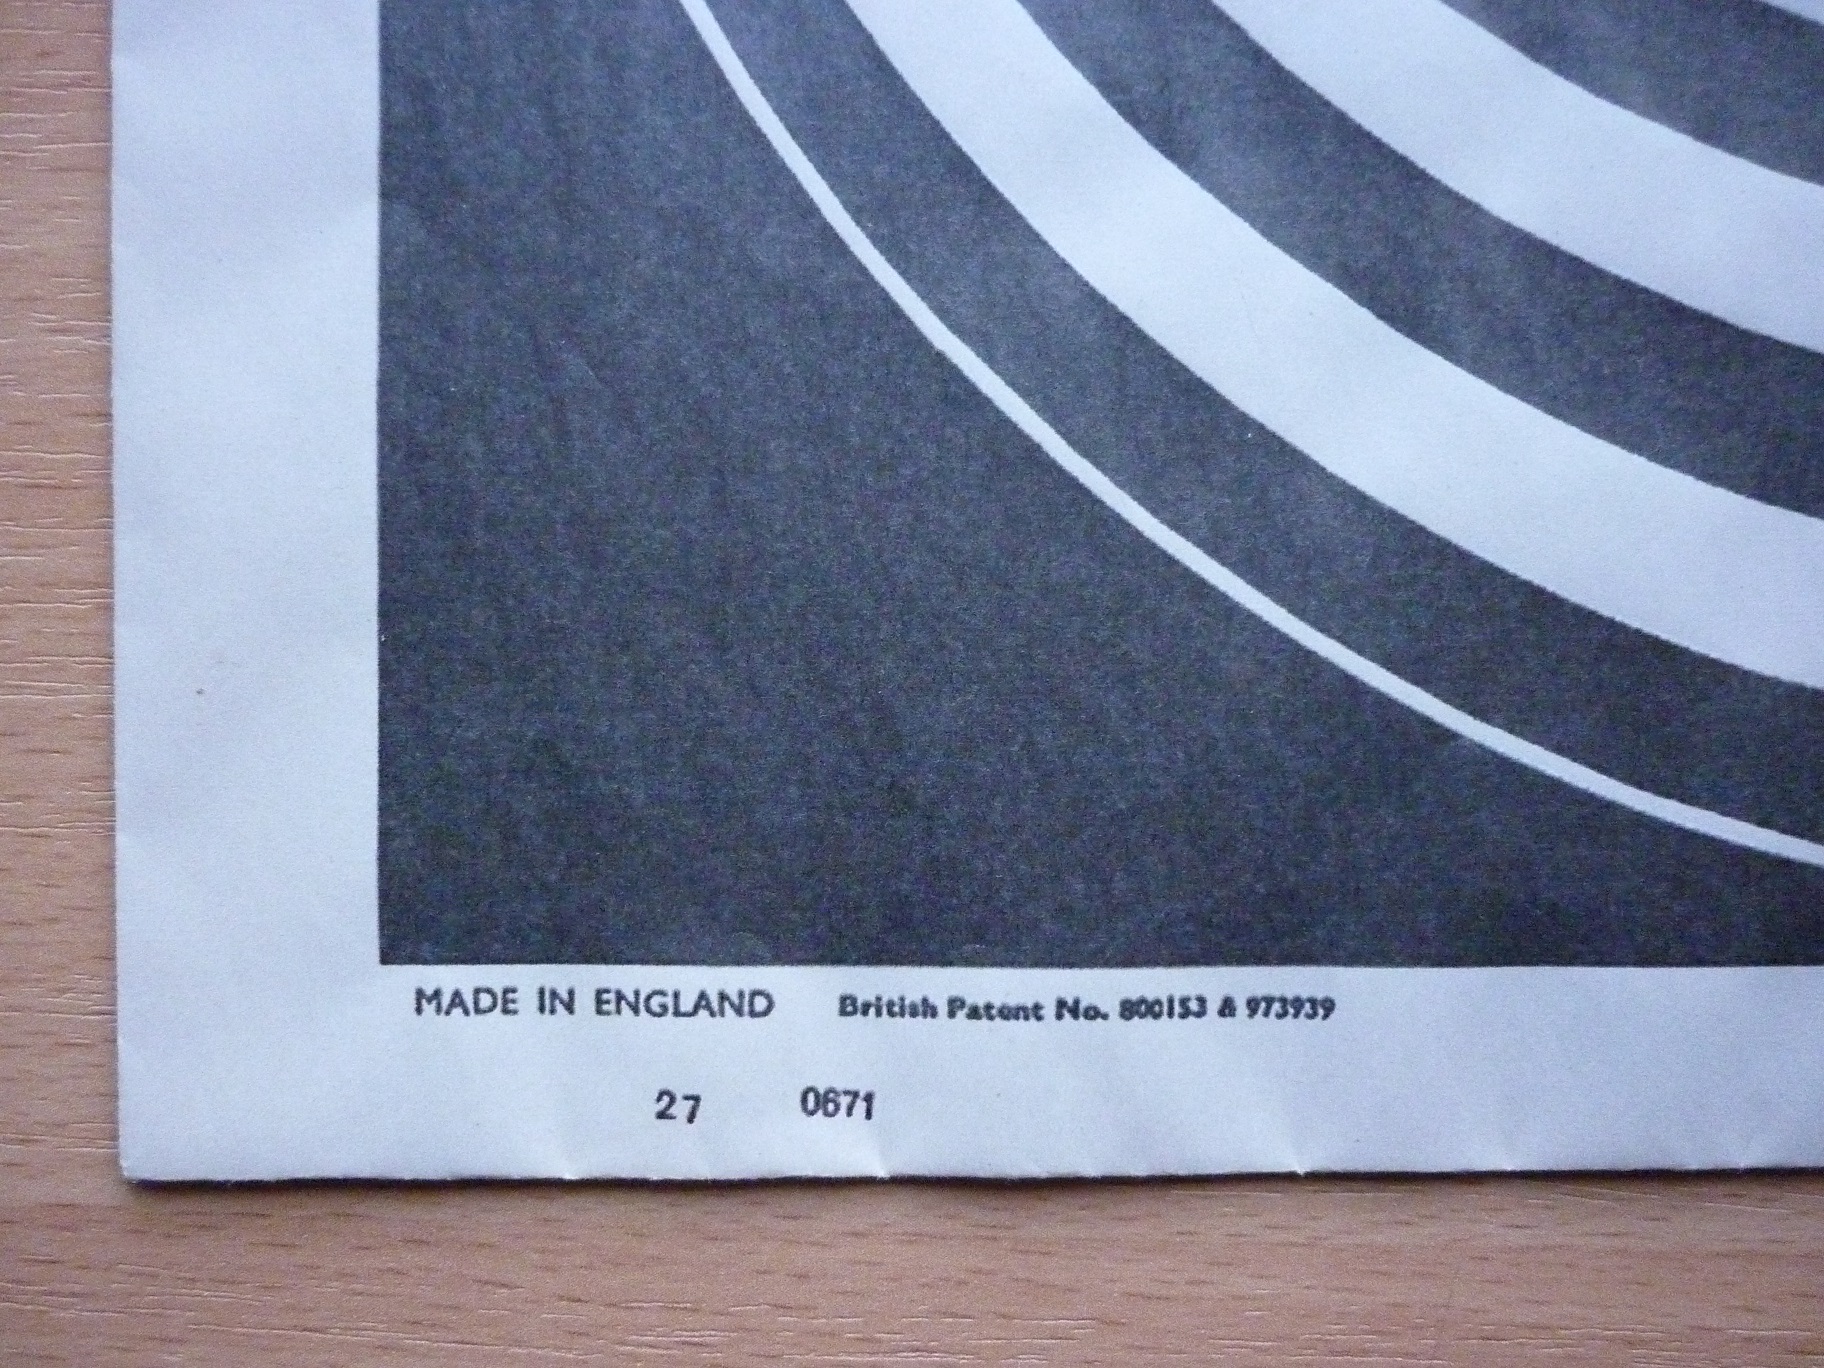 MADE IN ENGLAND British Patent No. 800153 & 973939
27 0671